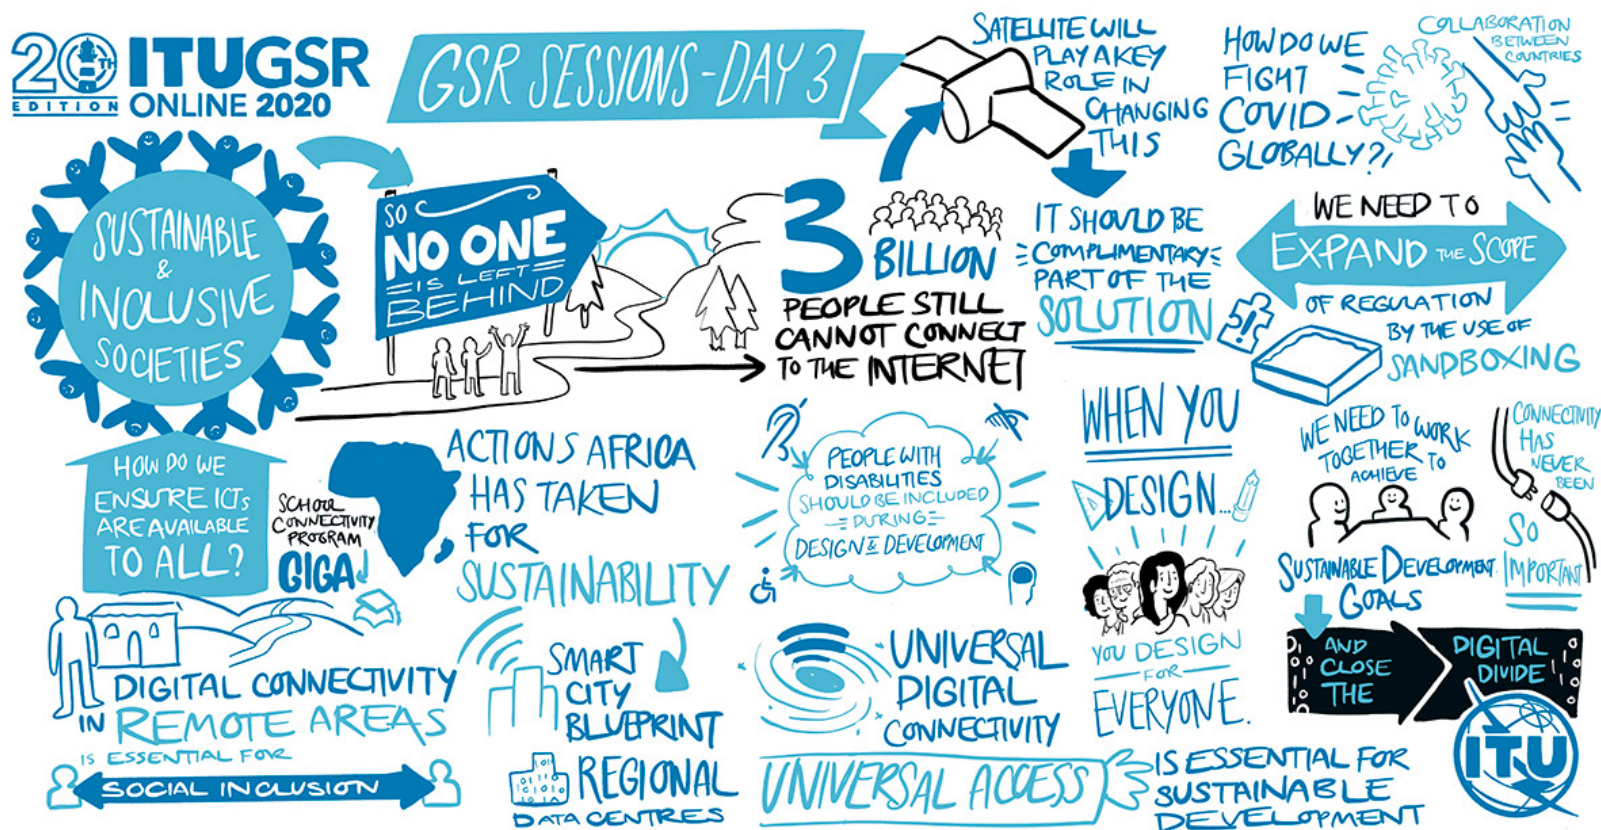 20TH
EDITION
ITUGSR
ONLINE 2020
GSR SESSIONS - DAY 3
SATELLITE WILL
PLAY A KEY
ROLE IN
CHANGING
THIS
HOW DO WE
FIGHT
COVID
GLOBALLY?!
COLLABORATION
BETWEEN
COUNTRIES
SUSTAINABLE
&
INCLUSIVE
SOCIETIES
SO
NO ONE
IS LEFT
BEHIND
3
BILLION
PEOPLE STILL
CANNOT CONNECT
TO THE INTERNET
IT SHOULD BE
COMPLIMENTARY
PART OF THE
SOLUTION
WE NEED TO
EXPAND THE SCOPE
OF REGULATION
BY THE USE OF
SANDBOXING
HOW DO WE
ENSURE ICTs
ARE AVAILABLE
TO ALL?
SCHOOL
CONNECTIVITY
PROGRAM
GIGA
ACTIONS AFRICA
HAS TAKEN
FOR
SUSTAINABILITY
PEOPLE WITH
DISABILITIES
SHOULD BE INCLUDED
DURING
DESIGN & DEVELOPMENT
WHEN YOU
DESIGN...
YOU DESIGN
FOR
EVERYONE.
WE NEED TO WORK
TOGETHER TO
ACHIEVE
SUSTAINABLE DEVELOPMENT
GOALS
AND
CLOSE
THE
DIGITAL
DIVIDE
CONNECTIVITY
HAS
NEVER
BEEN
SO
IMPORTANT
DIGITAL CONNECTIVITY
IN REMOTE AREAS
IS ESSENTIAL FOR
SOCIAL INCLUSION
SMART
CITY
BLUEPRINT
REGIONAL
DATA CENTRES
UNIVERSAL
DIGITAL
CONNECTIVITY
UNIVERSAL ACCESS
IS ESSENTIAL FOR
SUSTAINABLE
DEVELOPMENT
ITU